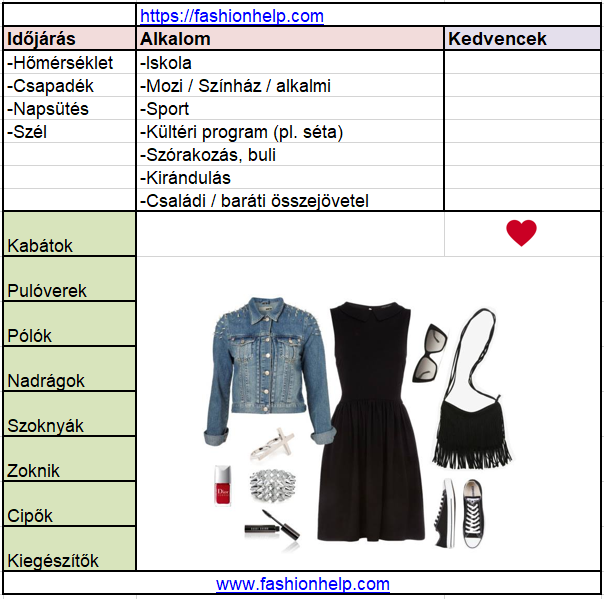 https://fashionhelp.com
Időjárás Alkalom Kedvencek
-Hőmérséklet -Iskola
-Csapadék -Mozi / Színház / alkalmi
-Napsütés -Sport
-Szél -Kültéri program (pl. séta)
-Szórakozás, buli
-Kirándulás
-Családi / baráti összejövetel
Kabátok
Pulóverek
Pólók
Nadrágok
Szoknyák
Zoknik
Dior
Cipők
Kiegészítők
www.fashionhelp.com